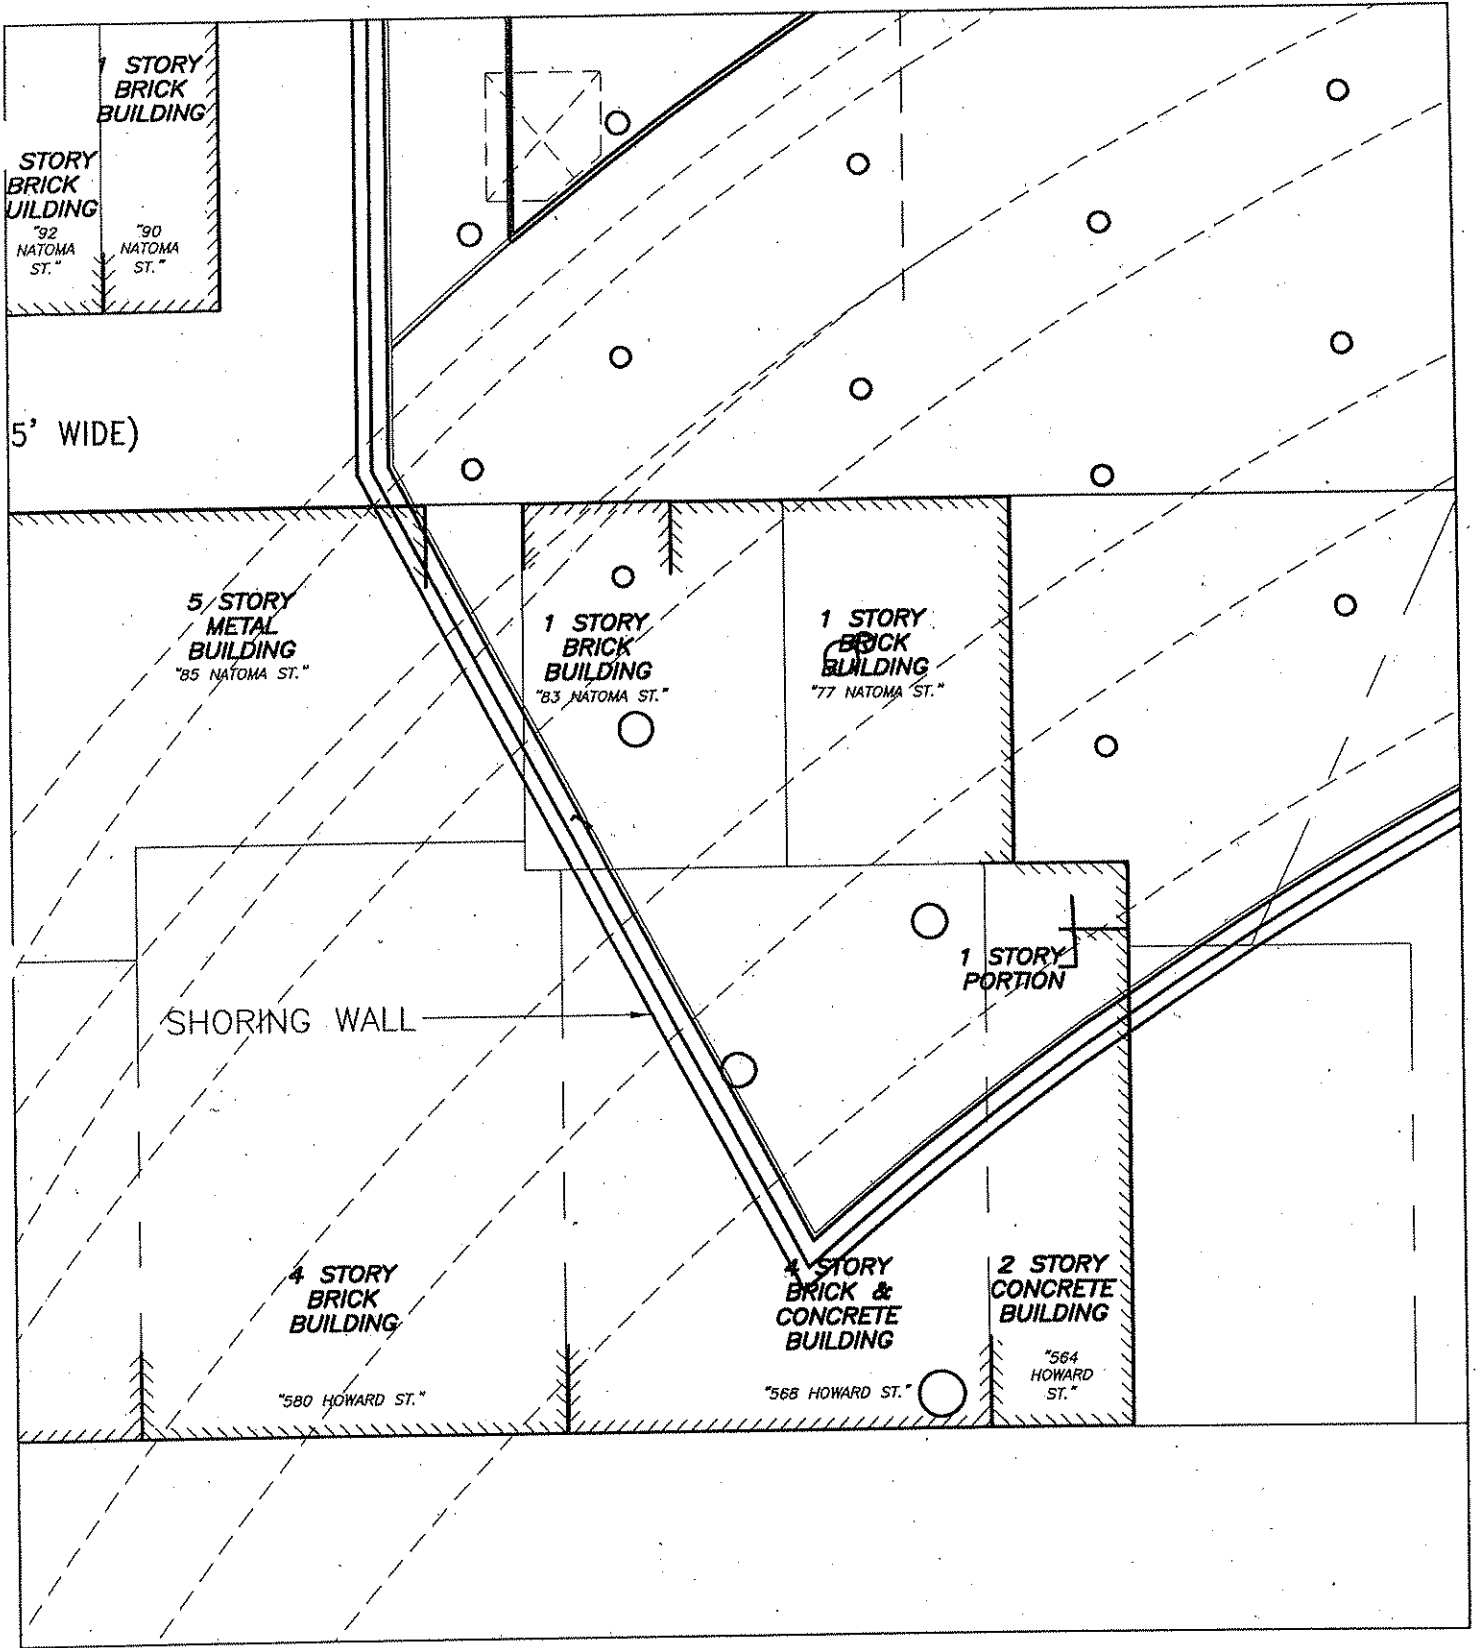 1 STORY
BRICK
BUILDING
STORY
BRICK
UILDING
"92
NATOMA
ST."
"90
NATOMA
ST."
5' WIDE)
5 STORY
METAL
BUILDING
"85 NATOMA ST."
1 STORY
BRICK
BUILDING
"83 NATOMA ST."
1 STORY
BRICK
BUILDING
"77 NATOMA ST."
1 STORY
PORTION
SHORING WALL
4 STORY
BRICK
BUILDING
"580 HOWARD ST."
4 STORY
BRICK &
CONCRETE
BUILDING
"568 HOWARD ST."
2 STORY
CONCRETE
BUILDING
"564
HOWARD
ST."